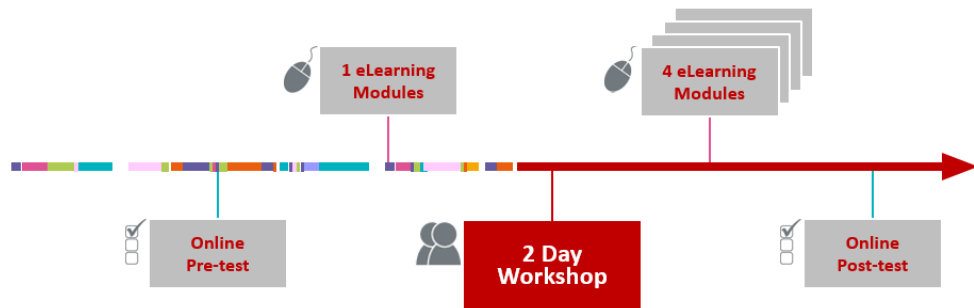 1 eLearning
Modules
4 eLearning
Modules
Online
Pre-test
2 Day
Workshop
Online
Post-test